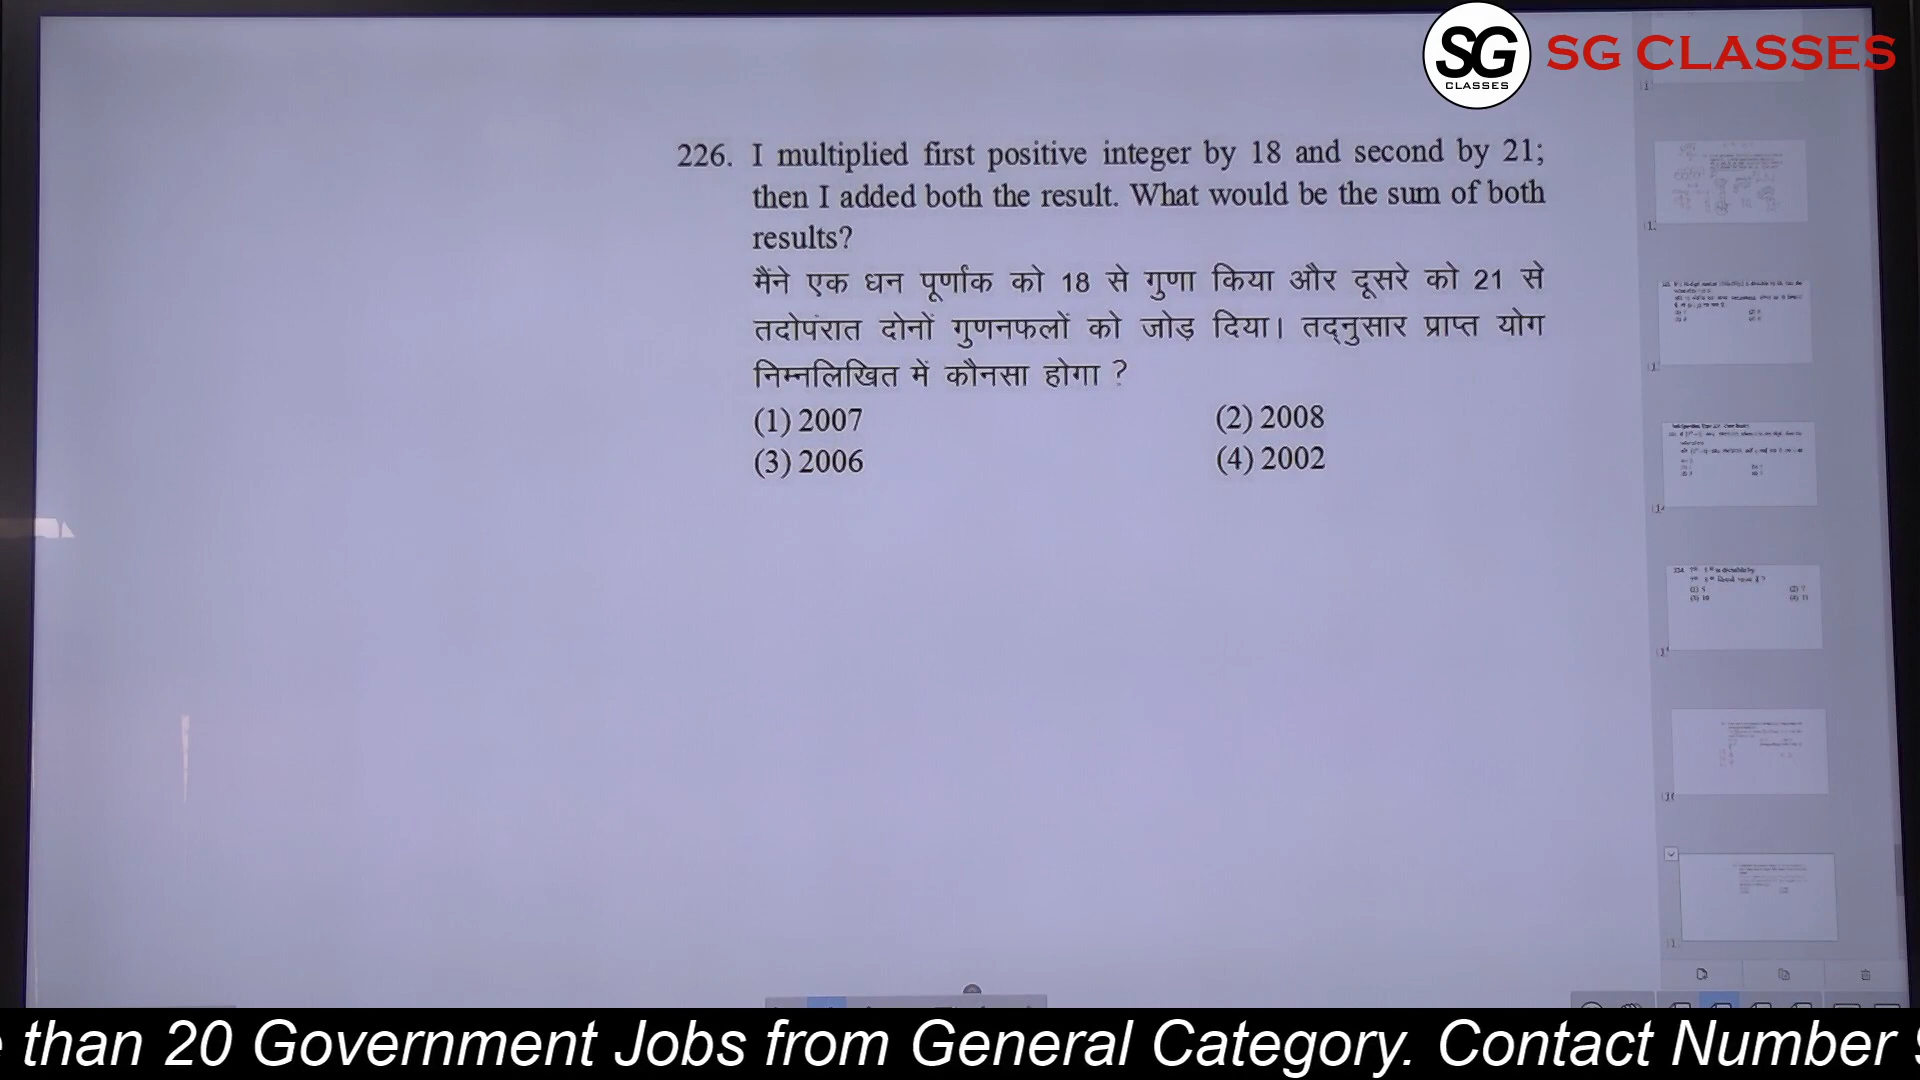 SG
CLASSES
SG CLASSES
226. I multiplied first positive integer by 18 and second by 21;
then I added both the result. What would be the sum of both
results?
मैंने एक धन पूर्णांक को 18 से गुणा किया और दूसरे को 21 से
तदोपंरात दोनों गुणनफलों को जोड़ दिया। तद्नुसार प्राप्त योग
निम्नलिखित में कौनसा होगा ?
(1) 2007 (2) 2008
(3) 2006 (4) 2002
than 20 Government Jobs from General Category. Contact Number